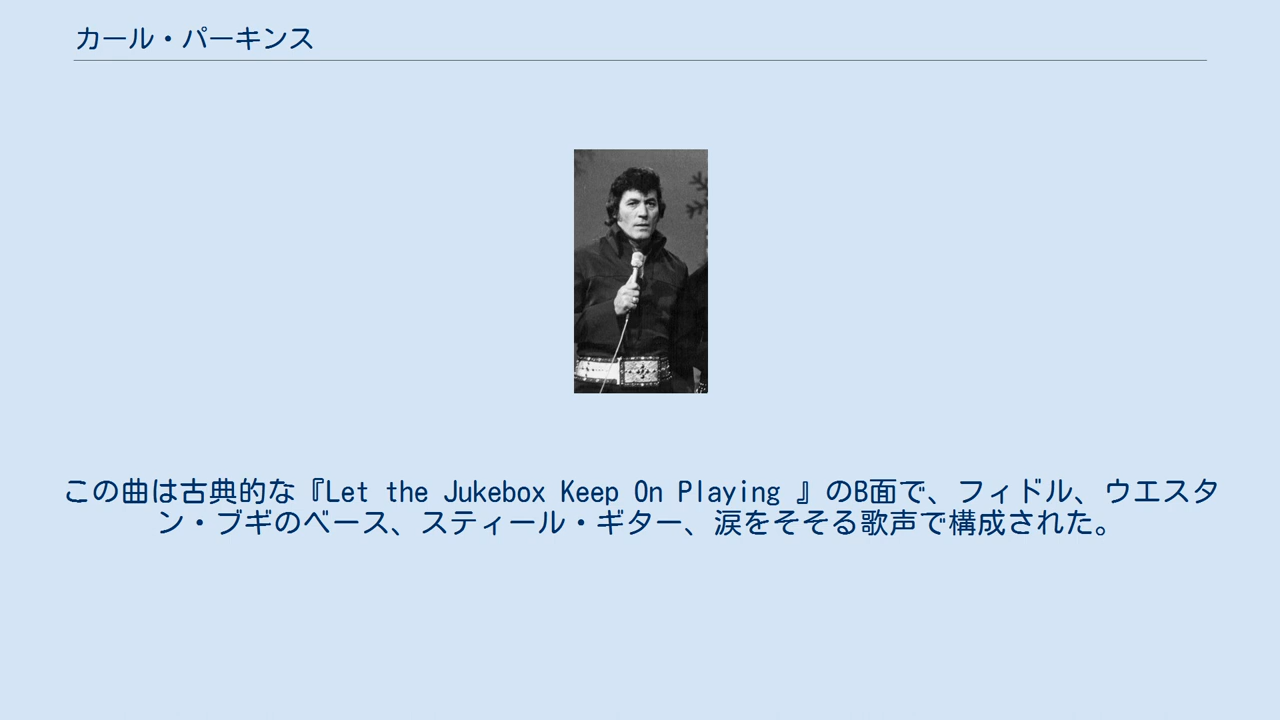 カール・パーキンス
この曲は古典的な『Let the Jukebox Keep On Playing 』のB面で、フィドル、ウエスタ
ン・ブギのベース、スティール・ギター、涙をそそる歌声で構成された。